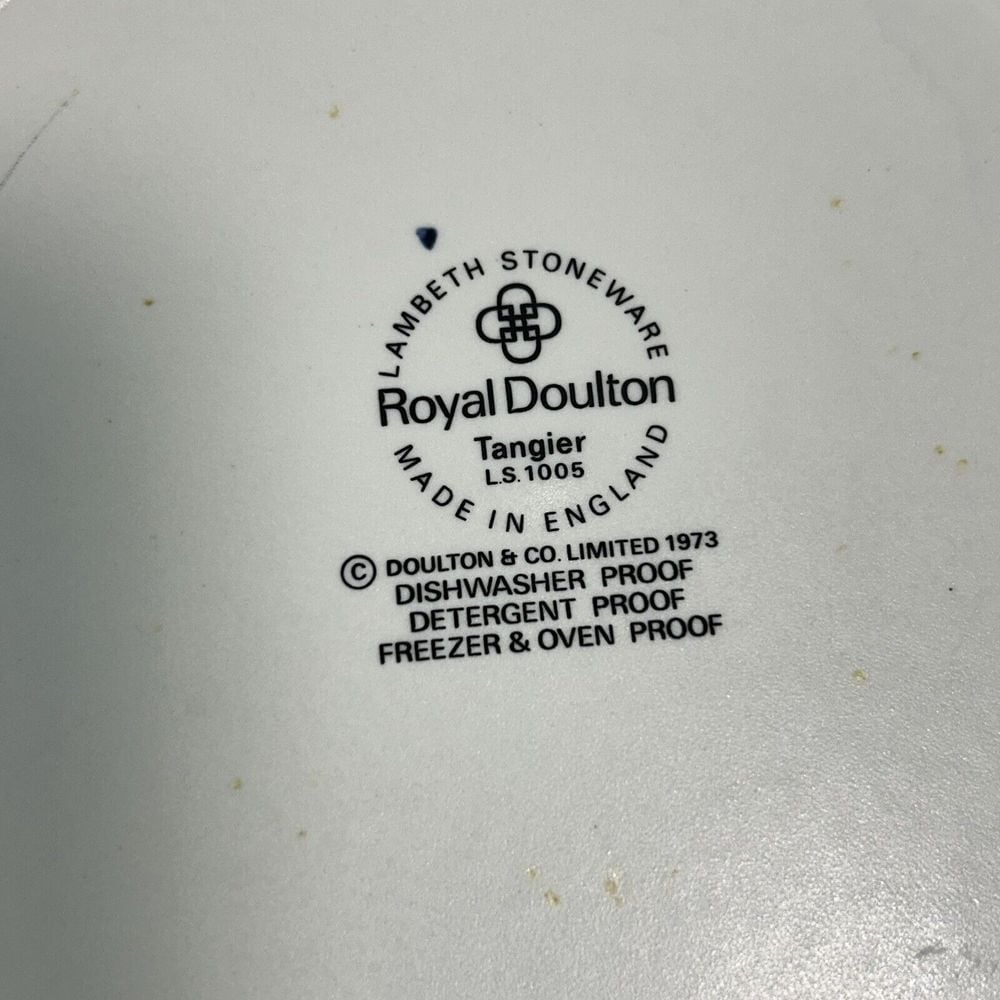 LAMBETH STONEWARE
Royal Doulton
Tangier
L.S.1005
MADE IN ENGLAND
© DOULTON & CO. LIMITED 1973
DISHWASHER PROOF
DETERGENT PROOF
FREEZER & OVEN PROOF